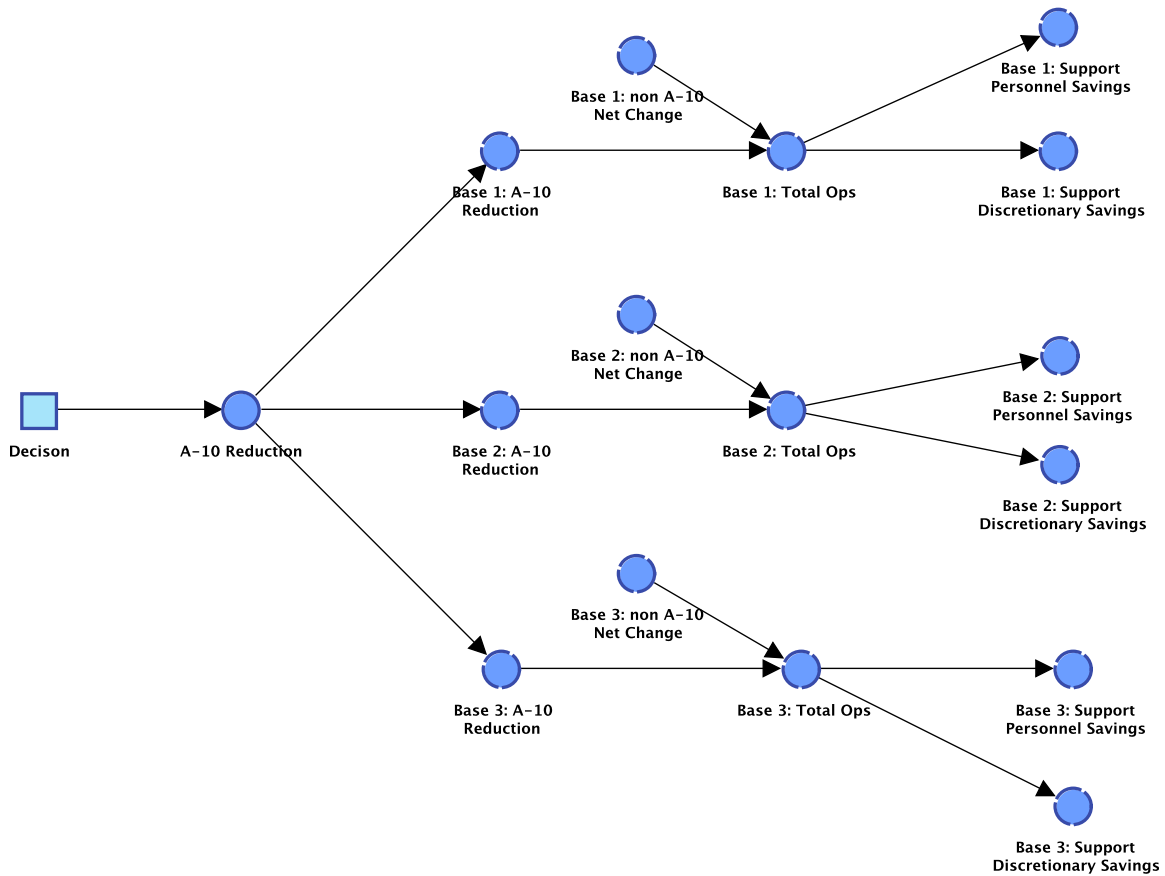 Base 1: Support
Personnel Savings
Base 1: non A-10
Net Change
Base 1: A-10
Reduction
Base 1: Total Ops
Base 1: Support
Discretionary Savings
Base 2: non A-10
Net Change
Base 2: Support
Personnel Savings
Decison
A-10 Reduction
Base 2: A-10
Reduction
Base 2: Total Ops
Base 2: Support
Discretionary Savings
Base 3: non A-10
Net Change
Base 3: A-10
Reduction
Base 3: Total Ops
Base 3: Support
Personnel Savings
Base 3: Support
Discretionary Savings